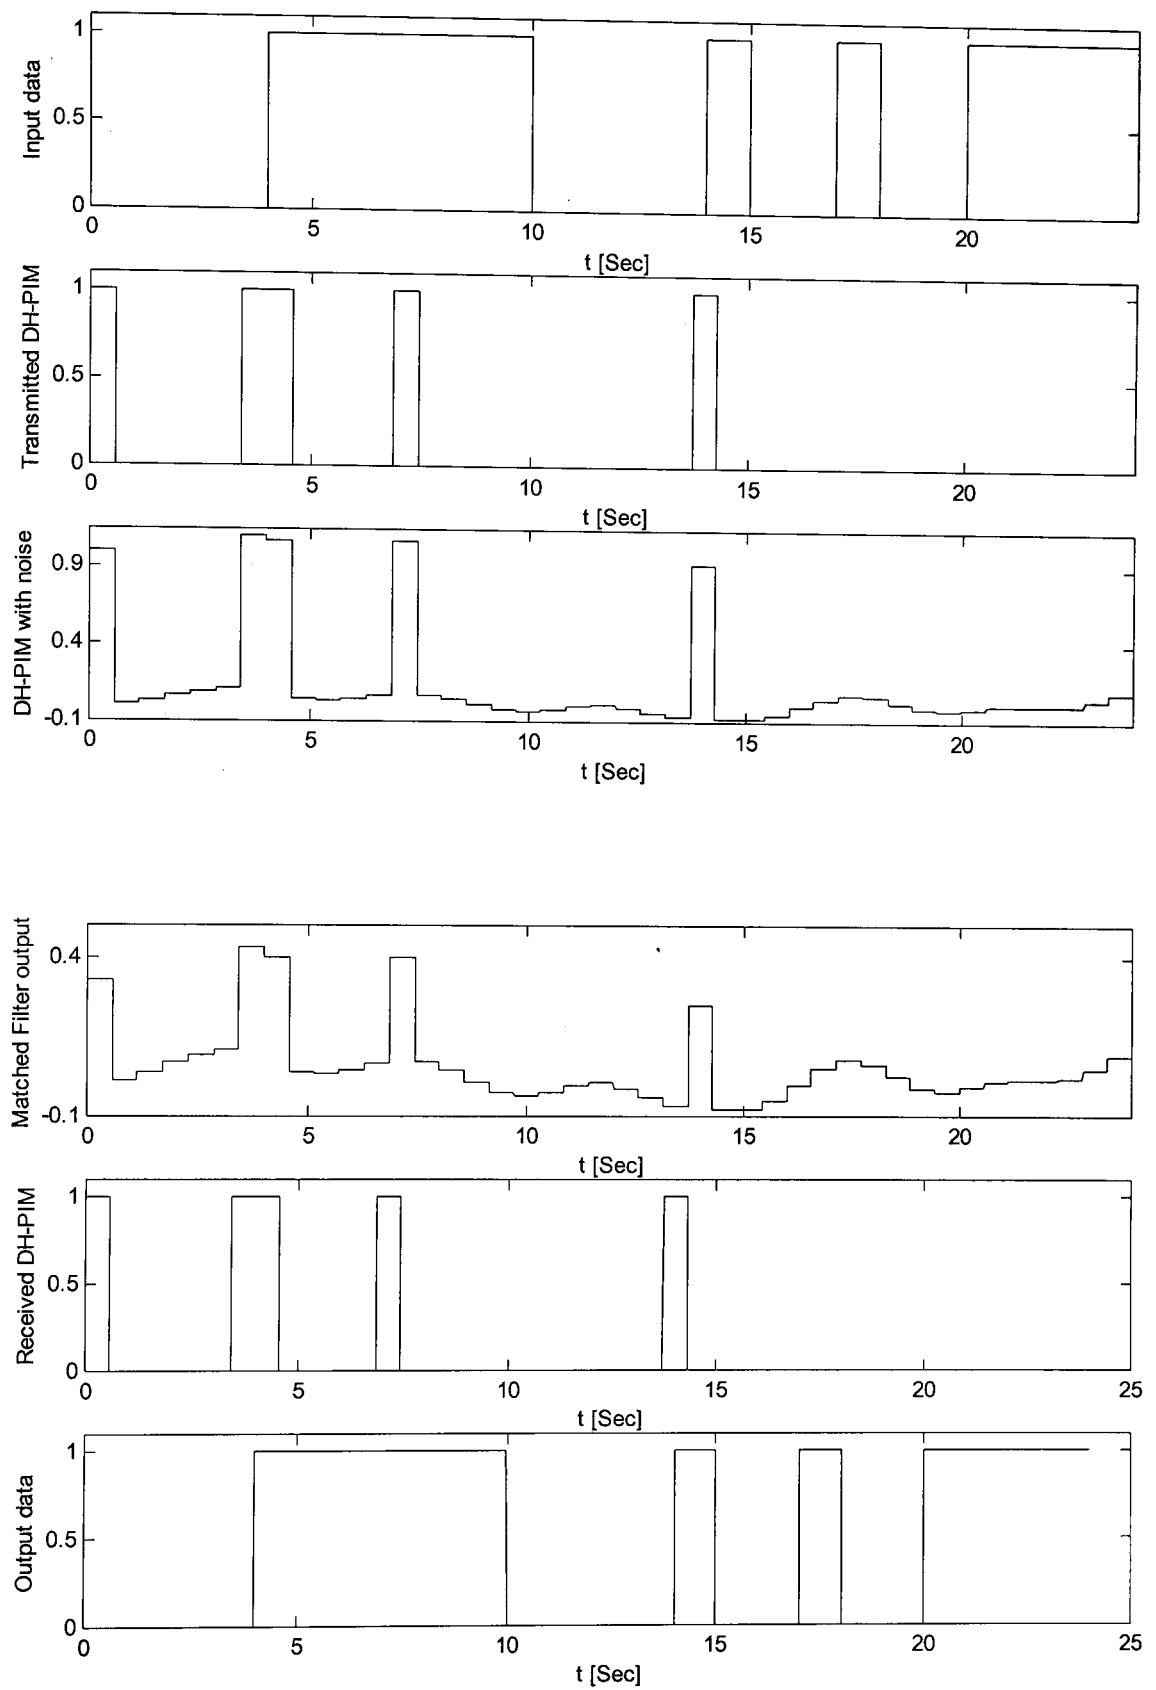 Input data
1
0.5
0
0 5 10 15 20
t [Sec]
Transmitted DH-PIM
1
0.5
0
0 5 10 15 20
t [Sec]
DH-PIM with noise
0.9
0.4
-0.1
0 5 10 15 20
t [Sec]
Matched Filter output
0.4
-0.1
0 5 10 15 20
t [Sec]
Received DH-PIM
1
0.5
0
0 5 10 15 20 25
t [Sec]
Output data
1
0.5
0
0 5 10 15 20 25
t [Sec]